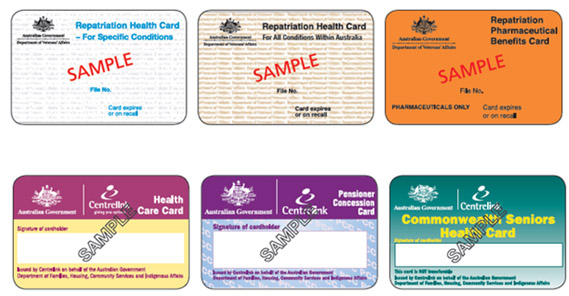 Repatriation Health Card
– For Specific Conditions
Australian Government
Department of Veterans' Affairs
SAMPLE
File No.
Card expires
or on recall
Repatriation Health Card
For All Conditions Within Australia
Australian Government
Department of Veterans' Affairs
SAMPLE
File No.
Card expires
or on recall
Repatriation
Pharmaceutical
Benefits Card
Australian Government
Department of Veterans' Affairs
SAMPLE
File No.
PHARMACEUTICALS ONLY
Card expires
or on recall
Australian Government
Centrelink
giving you options
Health
Care Card
Signature of cardholder
SAMPLE
Issued by Centrelink on behalf of the Australian Government
Department of Families, Housing, Community Services and Indigenous Affairs
Australian Government
Centrelink
Pensioner
Concession
Card
Signature of cardholder
SAMPLE
Issued by Centrelink on behalf of the Australian Government
Department of Families, Housing, Community Services and Indigenous Affairs
Australian Government
Centrelink
Commonwealth Seniors
Health Card
Signature of cardholder
SAMPLE
This card is NOT transferable
Issued by Centrelink on behalf of the Australian Government
Department of Families, Housing, Community Services and Indigenous Affairs